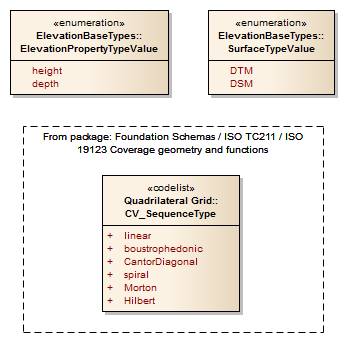 «enumeration»
ElevationBaseTypes::
ElevationPropertyTypeValue
height
depth
«enumeration»
ElevationBaseTypes::
SurfaceTypeValue
DTM
DSM
From package: Foundation Schemas / ISO TC211 / ISO
19123 Coverage geometry and functions
«codelist»
Quadrilateral Grid::
CV_SequenceType
+ linear
+ boustrophedonic
+ CantorDiagonal
+ spiral
+ Morton
+ Hilbert